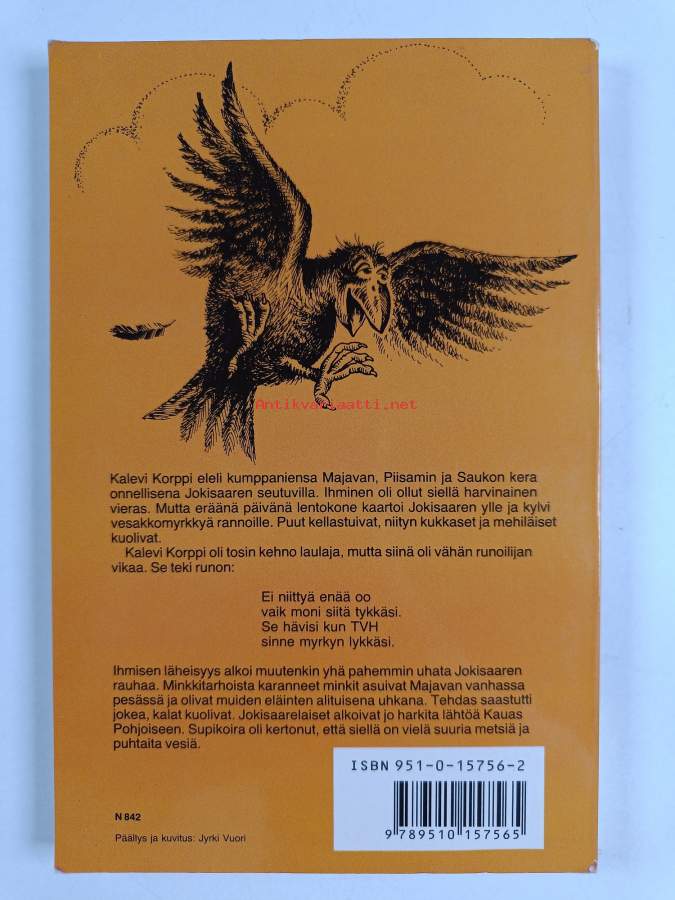 Antikvariaatti.net
Kalevi Korppi eleli kumppaniensa Majavan, Piisamin ja Saukon kera
onnellisena Jokisaaren seutuvilla. Ihminen oli ollut siellä harvinainen
vieras. Mutta eräänä päivänä lentokone kaartoi Jokisaaren ylle ja kylvi
vesakkomyrkkyä rannoille. Puut kellastuivat, niityn kukkaset ja mehiläiset
kuolivat.
Kalevi Korppi oli tosin kehno laulaja, mutta siinä oli vähän runoilijan
vikaa. Se teki runon:
Ei niittyä enää oo
vaik moni siitä tykkäsi.
Se hävisi kun TVH
sinne myrkyn lykkäsi.
Ihmisen läheisyys alkoi muutenkin yhä pahemmin uhata Jokisaaren
rauhaa. Minkkitarhoista karanneet minkit asuivat Majavan vanhassa
pesässä ja olivat muiden eläinten alituisena uhkana. Tehdas saastutti
jokea, kalat kuolivat. Jokisaarelaiset alkoivat jo harkita lähtöä Kauas
Pohjoiseen. Supikoira oli kertonut, että siellä on vielä suuria metsiä ja
puhtaita vesiä.
ISBN 951-0-15756-2
9 789510 157565
N 842
Päällys ja kuvitus: Jyrki Vuori